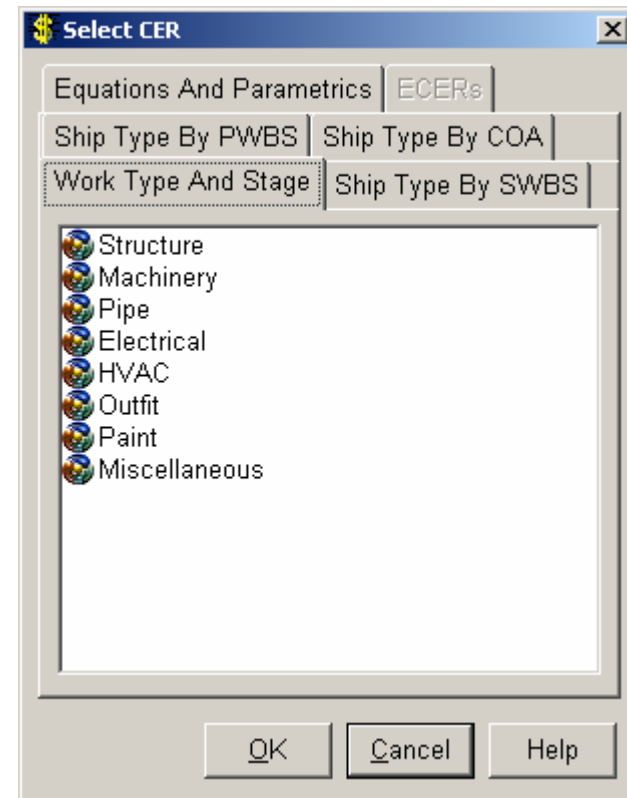 Select CER
Equations And Parametrics ECERs
Ship Type By PWBS Ship Type By COA
Work Type And Stage Ship Type By SWBS
Structure
Machinery
Pipe
Electrical
HVAC
Outfit
Paint
Miscellaneous
OK Cancel Help